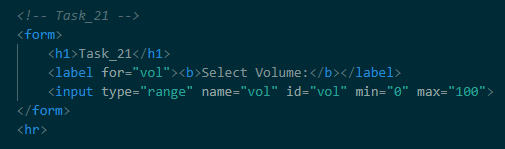 <!-- Task_21 -->
<form>
    <h1>Task_21</h1>
    <label for="vol"><b>Select Volume:</b></label>
    <input type="range" name="vol" id="vol" min="0" max="100">
</form>
<hr>